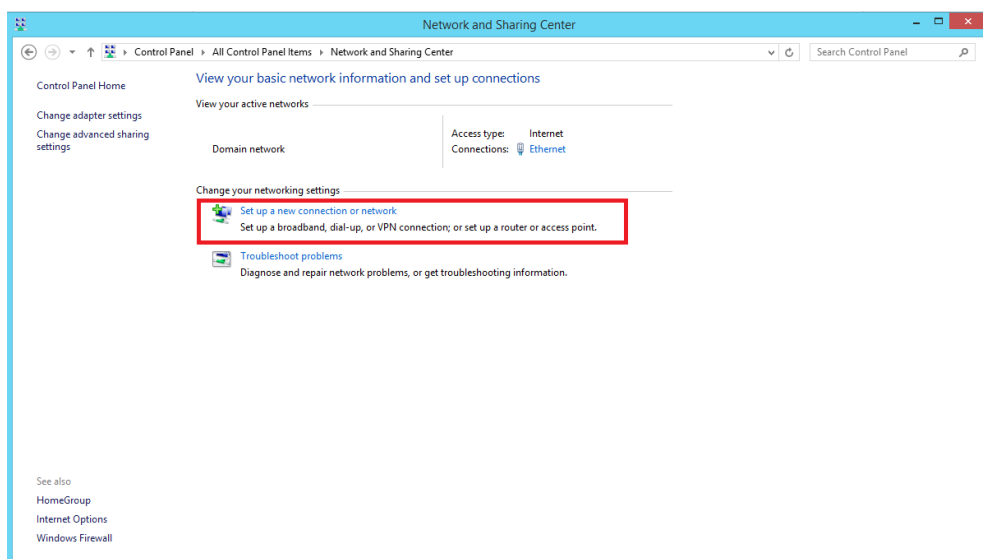 Network and Sharing Center
Control Panel All Control Panel Items Network and Sharing Center
Search Control Panel
Control Panel Home
Change adapter settings
Change advanced sharing
settings
View your basic network information and set up connections
View your active networks
Domain network
Access type: Internet
Connections: Ethernet
Change your networking settings
Set up a new connection or network
Set up a broadband, dial-up, or VPN connection; or set up a router or access point.
Troubleshoot problems
Diagnose and repair network problems, or get troubleshooting information.
See also
HomeGroup
Internet Options
Windows Firewall